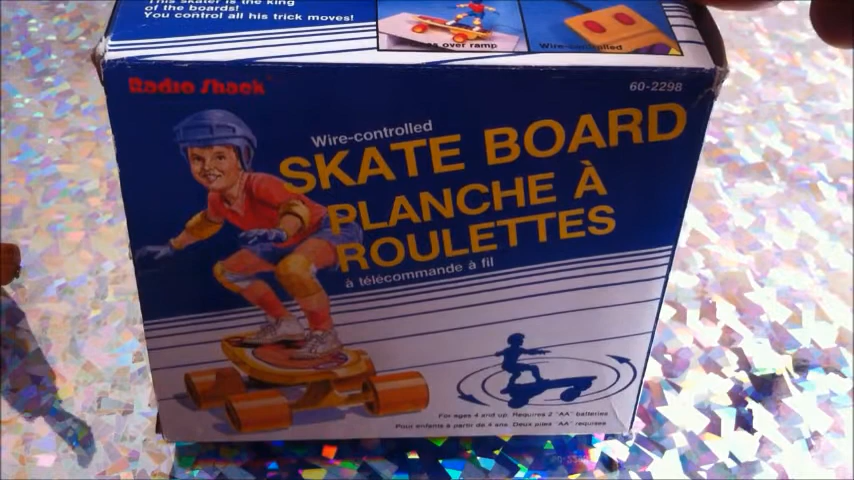 This skater is the king
of the boards!
You control all his trick moves!
over ramp
Wire-controlled
Radio Shack
60-2298
Wire-controlled
SKATE BOARD
PLANCHE À
ROULETTES
à télécommande à fil
For ages 4 and up. Requires 2 "AA" batteries
Pour enfants à partir de 4 ans. Deux piles "AA" requises